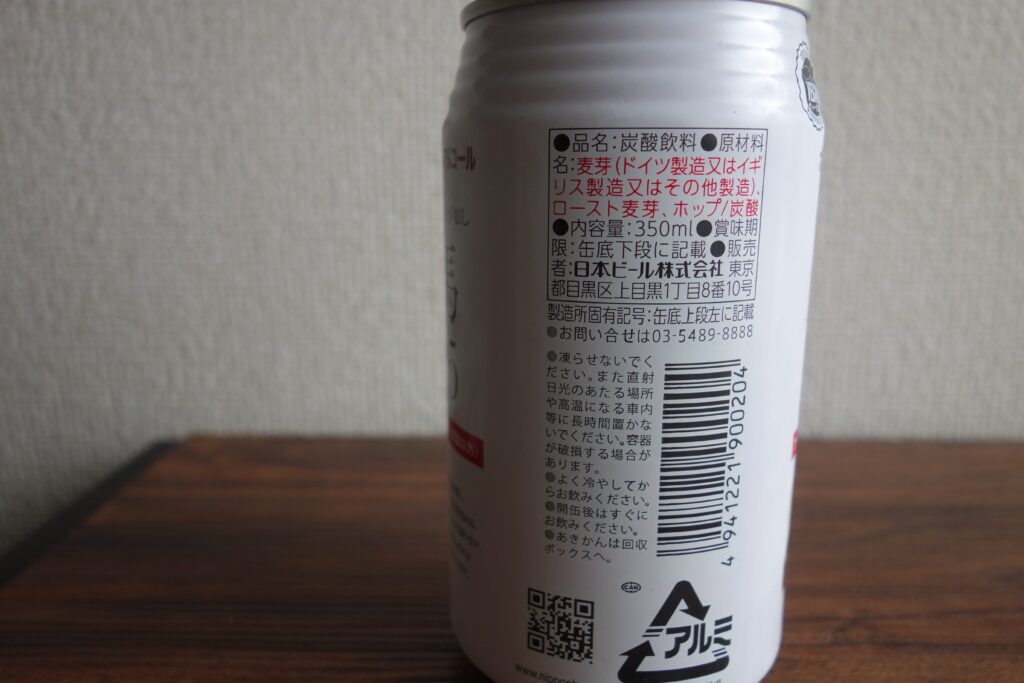 ●品名：炭酸飲料●原材料
名：麦芽（ドイツ製造又はイギ
リス製造又はその他製造）、
ロースト麦芽、ホップ/炭酸
●内容量：350ml●賞味期
限：缶底下段に記載●販売
者：日本ビール株式会社 東京
都目黒区上目黒1丁目8番10号
製造所固有記号：缶底上段左に記載
●お問い合せは03-5489-8888
●凍らせないでく
ださい。また直射
日光のあたる場所
や高温になる車内
等に長時間置かな
いでください。容器
が破損する場合が
あります。
●よく冷やしてか
らお飲みください。
●開缶後はすぐに
お飲みください。
●あきかんは回収
ボックスへ。
4 941221 900204
CAN
アルミ
コール